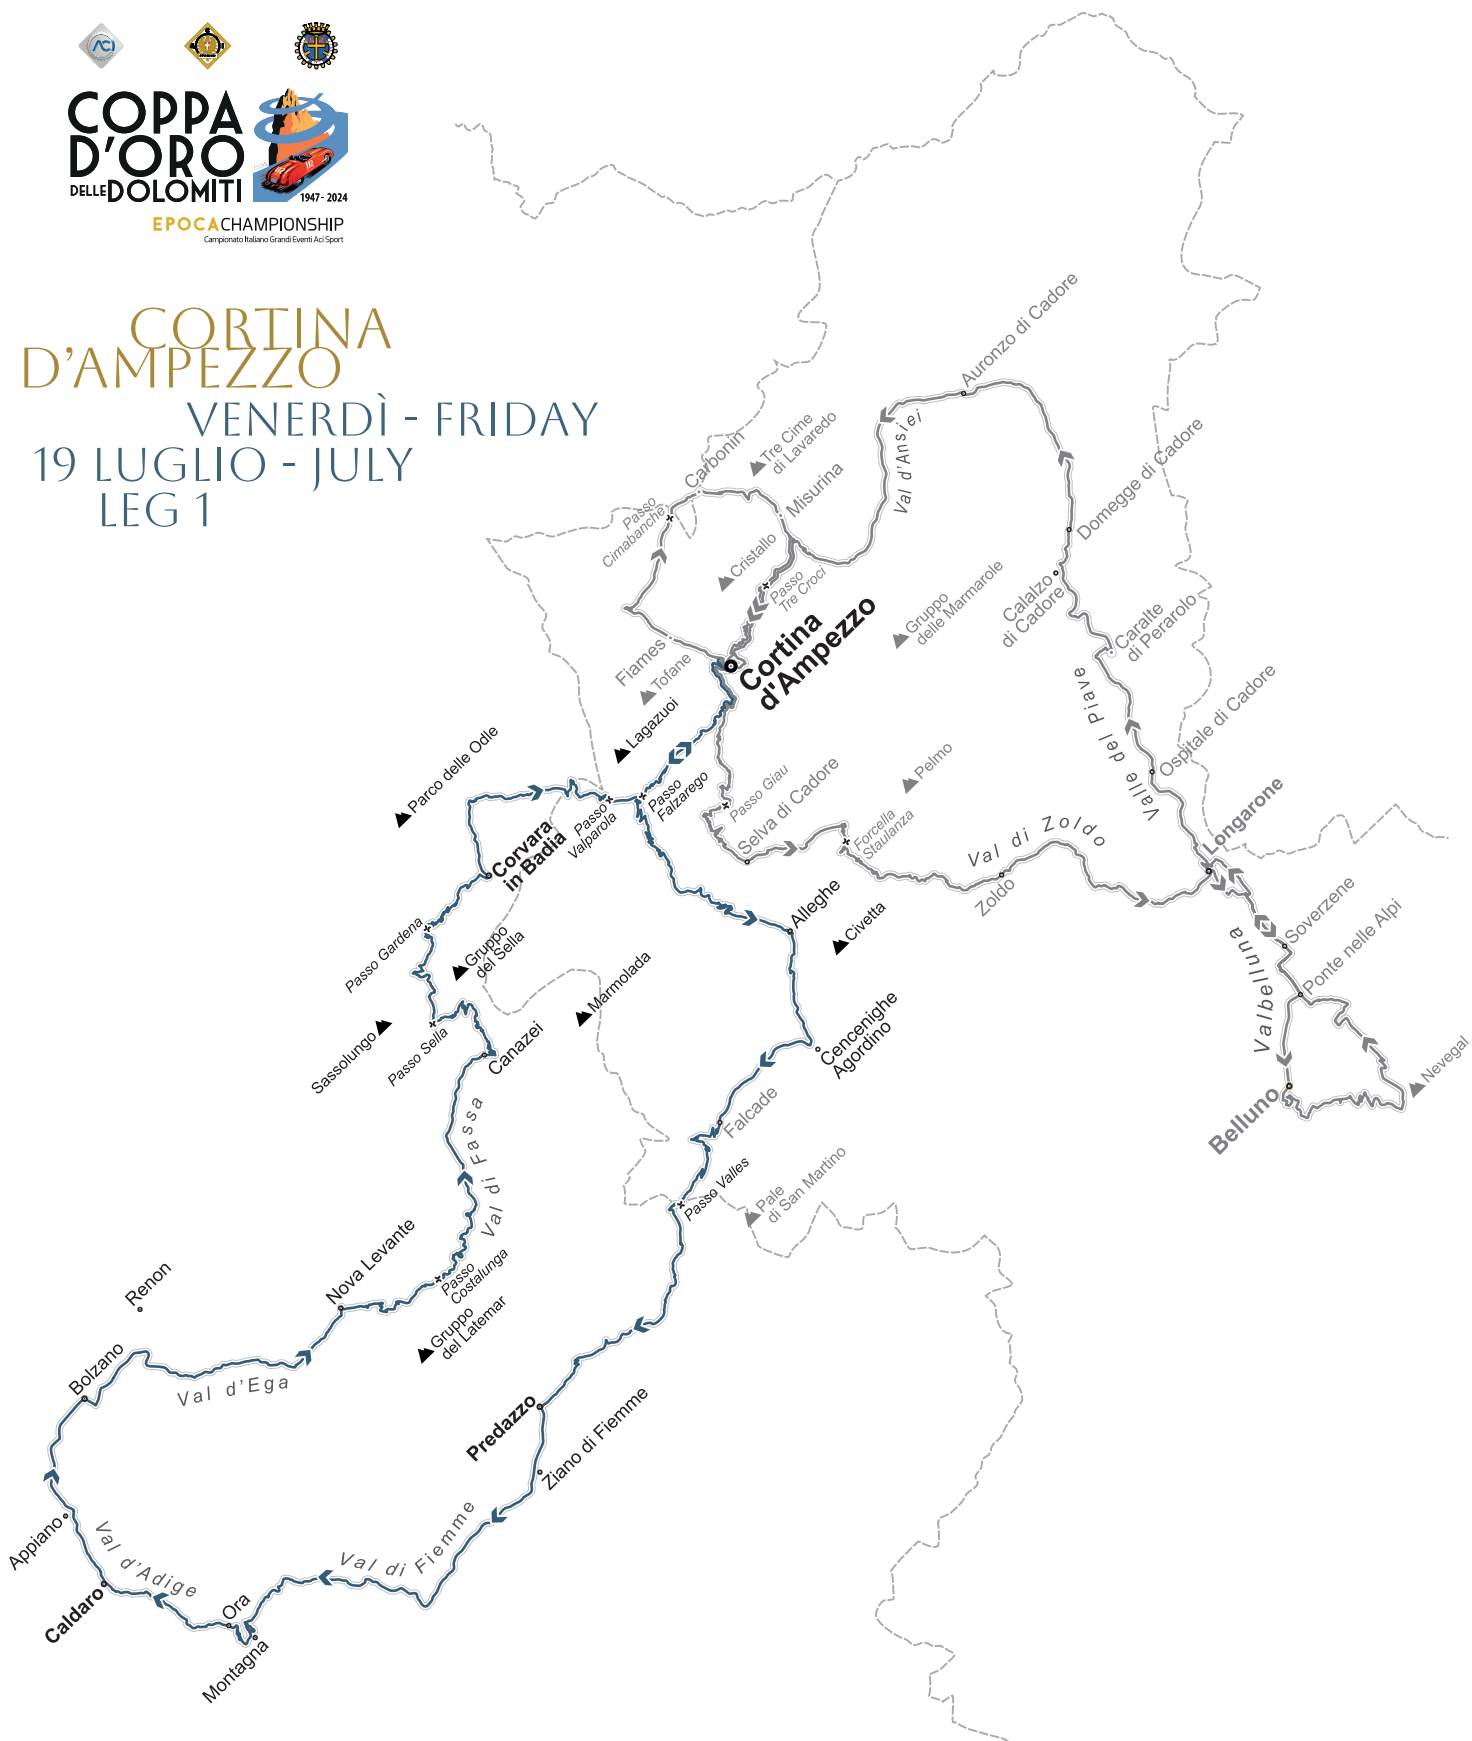 ACI
COPPA
D'ORO
DELLE DOLOMITI
112
1947 - 2024
EPOCA CHAMPIONSHIP
Campionato Italiano Grandi Eventi Aci Sport
CORTINA
D'AMPEZZO
VENERDÌ - FRIDAY
19 LUGLIO - JULY
LEG 1
Auronzo di Cadore
Val d'Ansiei
Tre Cime
di Lavaredo
Carbonin
Misurina
Domegge di Cadore
Passo
Cimabanche
Cristallo
Passo
Tre Croci
Calalzo
di Cadore
Gruppo
delle Marmarole
Caralte
di Perarolo
Cortina
d'Ampezzo
Fiames
Tofane
Lagazuoi
Valle del Piave
Ospitale di Cadore
Parco delle Odle
Passo
Falzarego
Passo Giau
Pelmo
Selva di Cadore
Passo
Valparola
Corvara
in Badia
Forcella
Staulanza
Val di Zoldo
Longarone
Zoldo
Alleghe
Civetta
Soverzene
Valbelluna
Ponte nelle Alpi
Passo Gardena
Gruppo
del Sella
Marmolada
Sassolungo
Passo Sella
Canazei
Cencenighe
Agordino
Nevegal
Belluno
Falcade
Val di Fassa
Passo Valles
Pale
di San Martino
Nova Levante
Passo
Costalunga
Renon
Gruppo
del Latemar
Bolzano
Val d'Ega
Predazzo
Ziano di Fiemme
Appiano
Val d'Adige
Val di Fiemme
Caldaro
Ora
Montagna